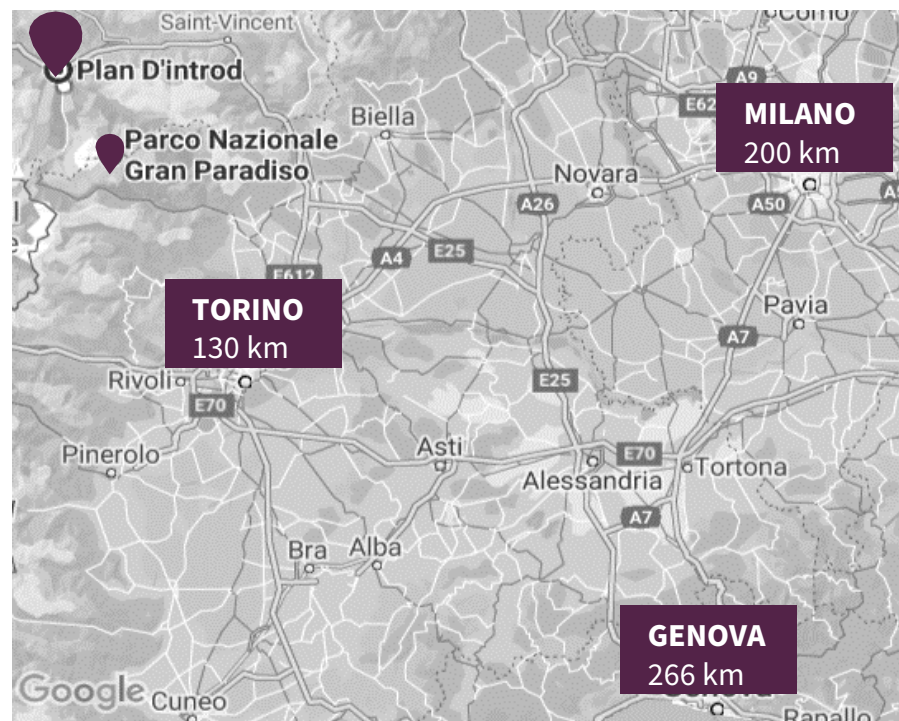 Saint-Vincent
Como
Plan D'introd
A9
E62
MILANO
200 km
Biella
Parco Nazionale
Gran Paradiso
Novara
A26
A50
E25
A4
E612
TORINO
130 km
Pavia
A7
Rivoli
E25
E70
Pinerolo
Asti
E70
Alessandria
Tortona
A7
Bra
Alba
GENOVA
266 km
Google
Cuneo
Rapallo